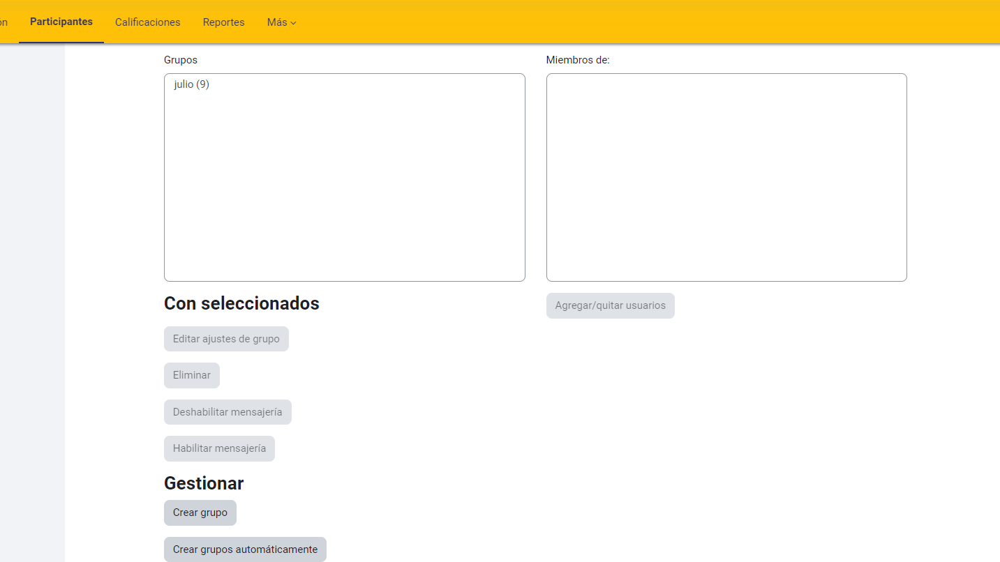 ón Participantes Calificaciones Reportes Más
Grupos
julio (9)
Miembros de:
Agregar/quitar usuarios
Con seleccionados
Editar ajustes de grupo
Eliminar
Deshabilitar mensajería
Habilitar mensajería
Gestionar
Crear grupo
Crear grupos automáticamente